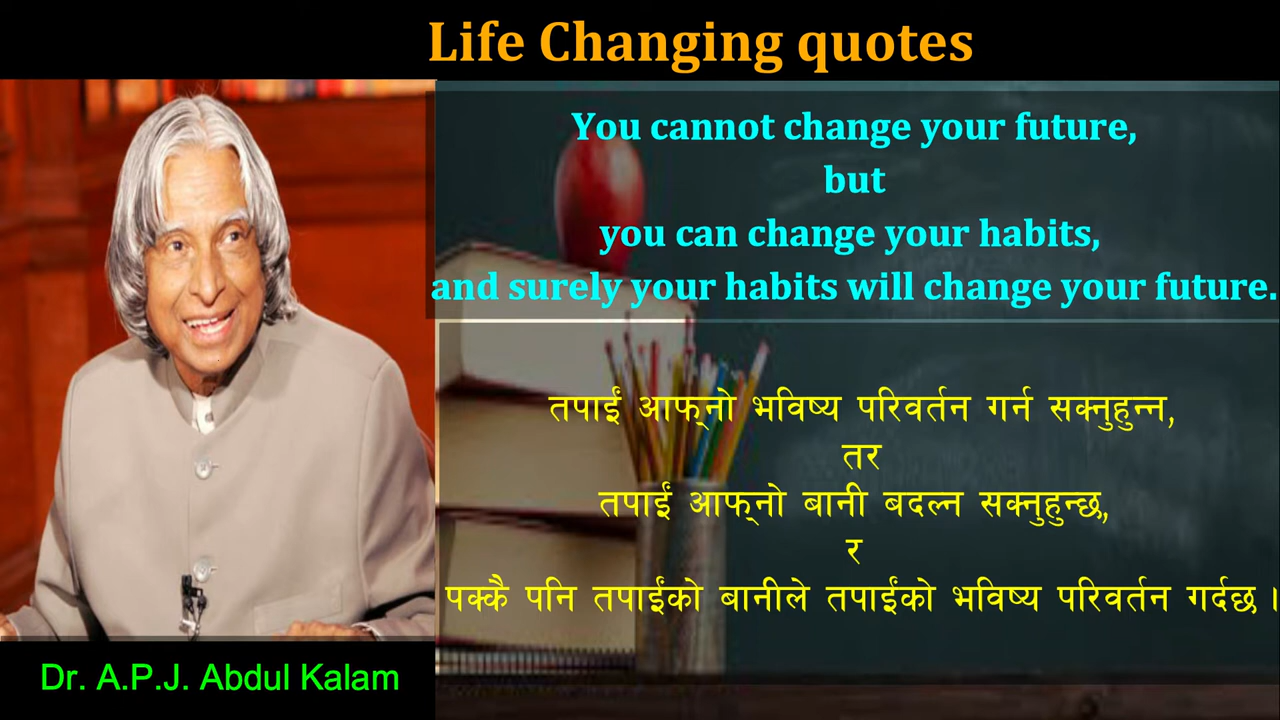 Life Changing quotes
You cannot change your future,
but
you can change your habits,
and surely your habits will change your future.
तपाईं आफ्‌नो भविष्य परिवर्तन गर्न सक्नुहुन्न,
तर
तपाईं आफ्‌नो बानी बदल्न सक्नुहुन्छ,
र
पक्कै पनि तपाईंको बानीले तपाईंको भविष्य परिवर्तन गर्दछ ।
Dr. A.P.J. Abdul Kalam